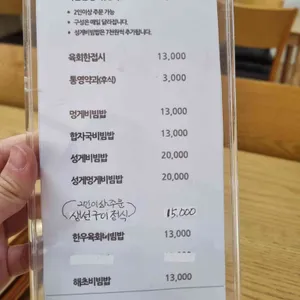 • 2인이상 주문 가능
• 구성은 매일 달라집니다.
• 성게비빔밥은 7천원씩 추가됩니다.
육회한접시 13,000
통영약과(후식) 3,000
멍게비빔밥 13,000
합자국비빔밥 13,000
성게비빔밥 20,000
성게멍게비빔밥 20,000
2인이상주문
생선구이정식 15,000
한우육회비빔밥 13,000
해초비빔밥 13,000